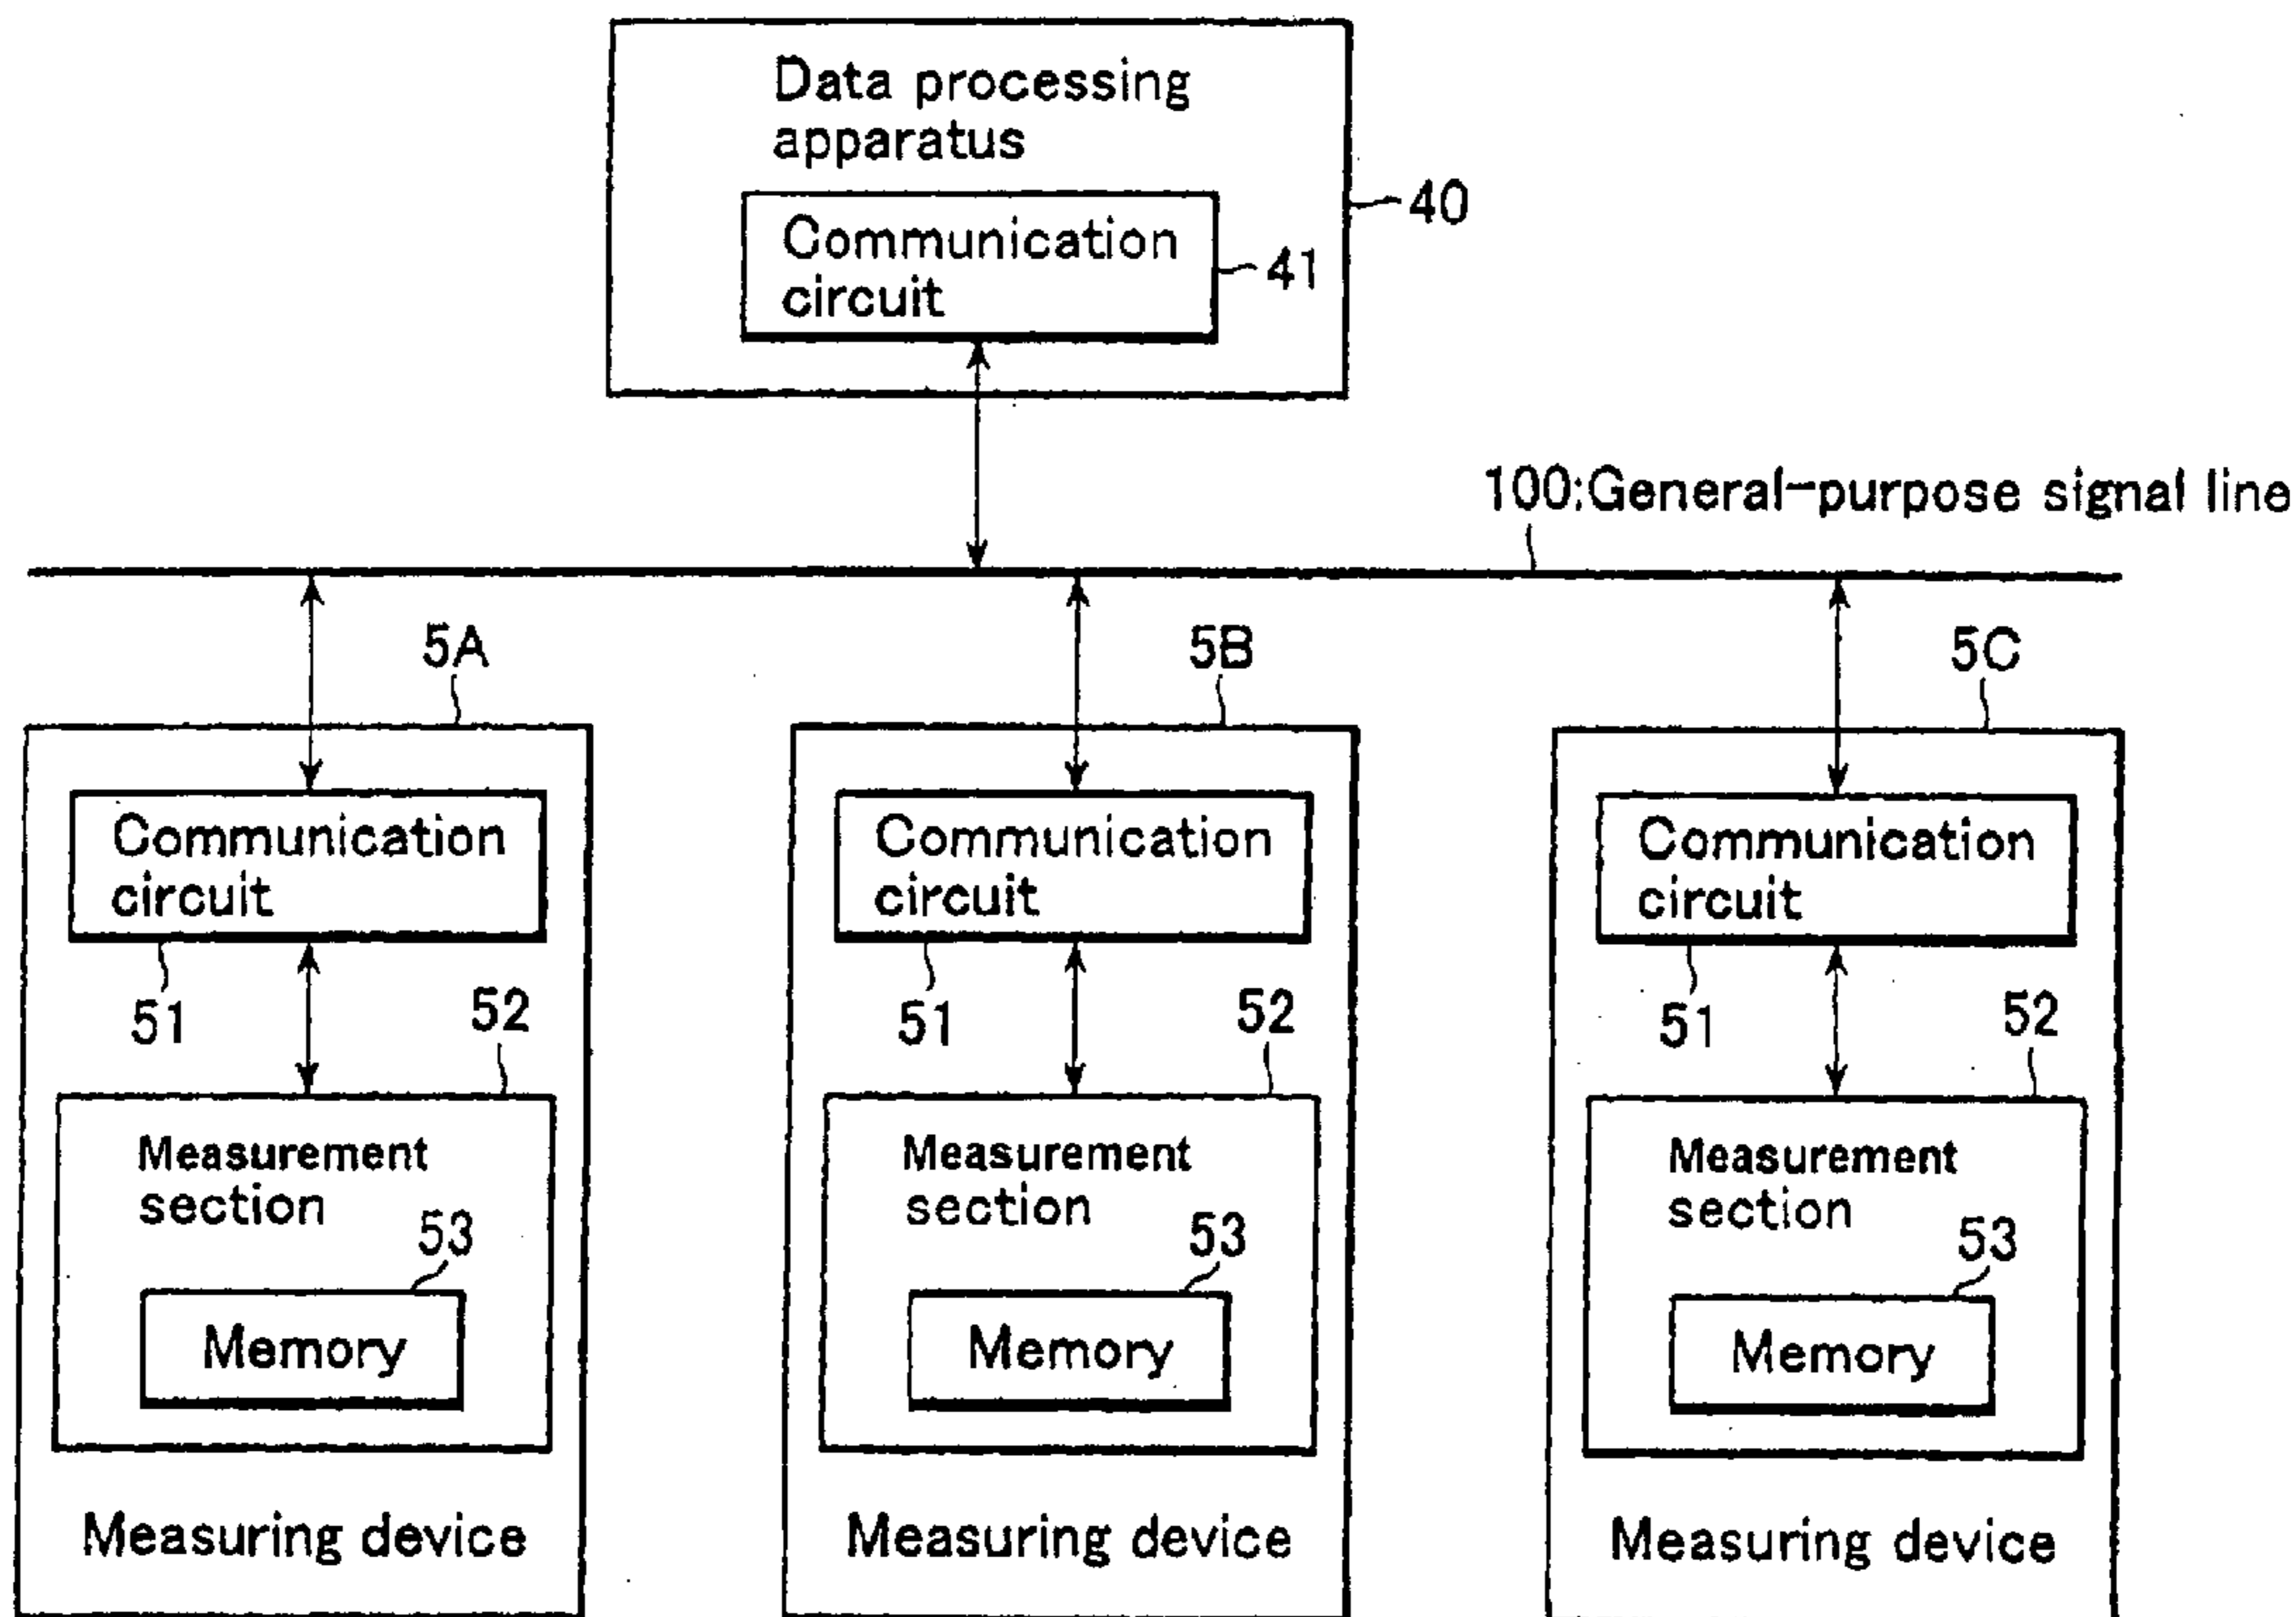 Data processing
apparatus
40
Communication
circuit
41
100:General-purpose signal line
5A
5B
5C
Communication
circuit
Communication
circuit
Communication
circuit
51
52
51
52
51
52
Measurement
section
Measurement
section
Measurement
section
53
53
53
Memory
Memory
Memory
Measuring device
Measuring device
Measuring device